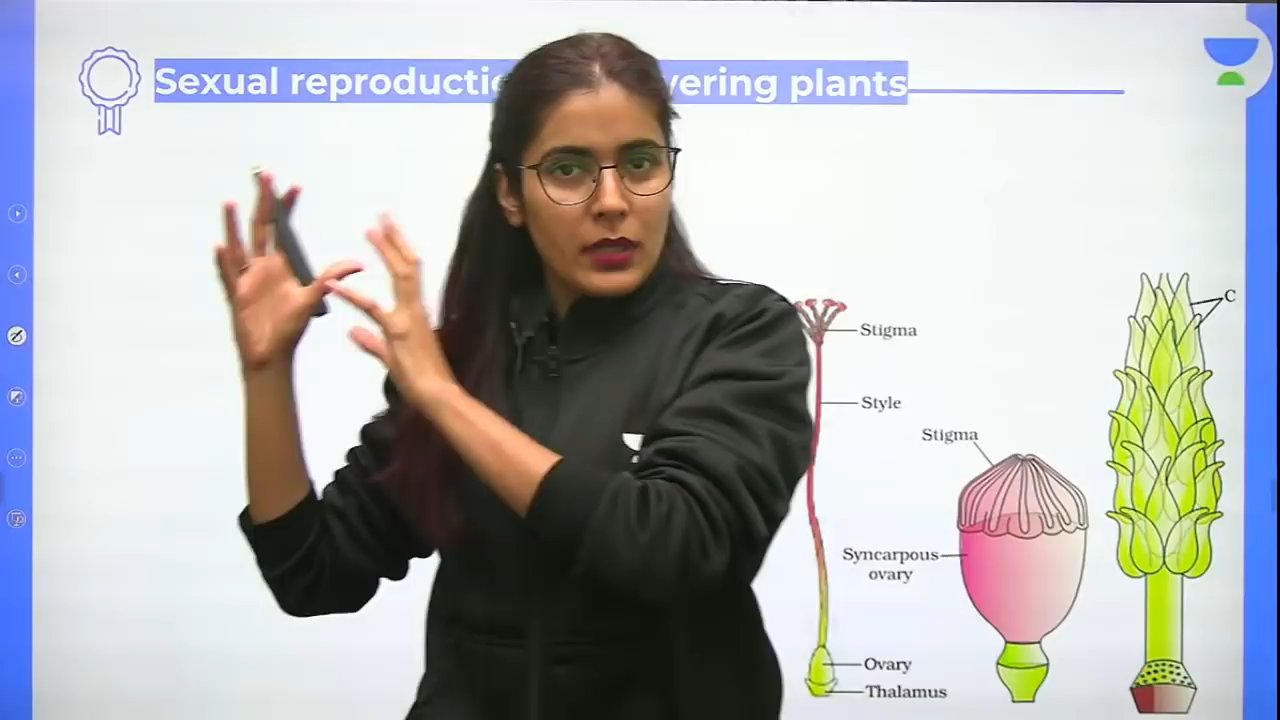 Sexual reproducti vering plants
C
Stigma
Style
Stigma
Syncarpous
ovary
Ovary
Thalamus